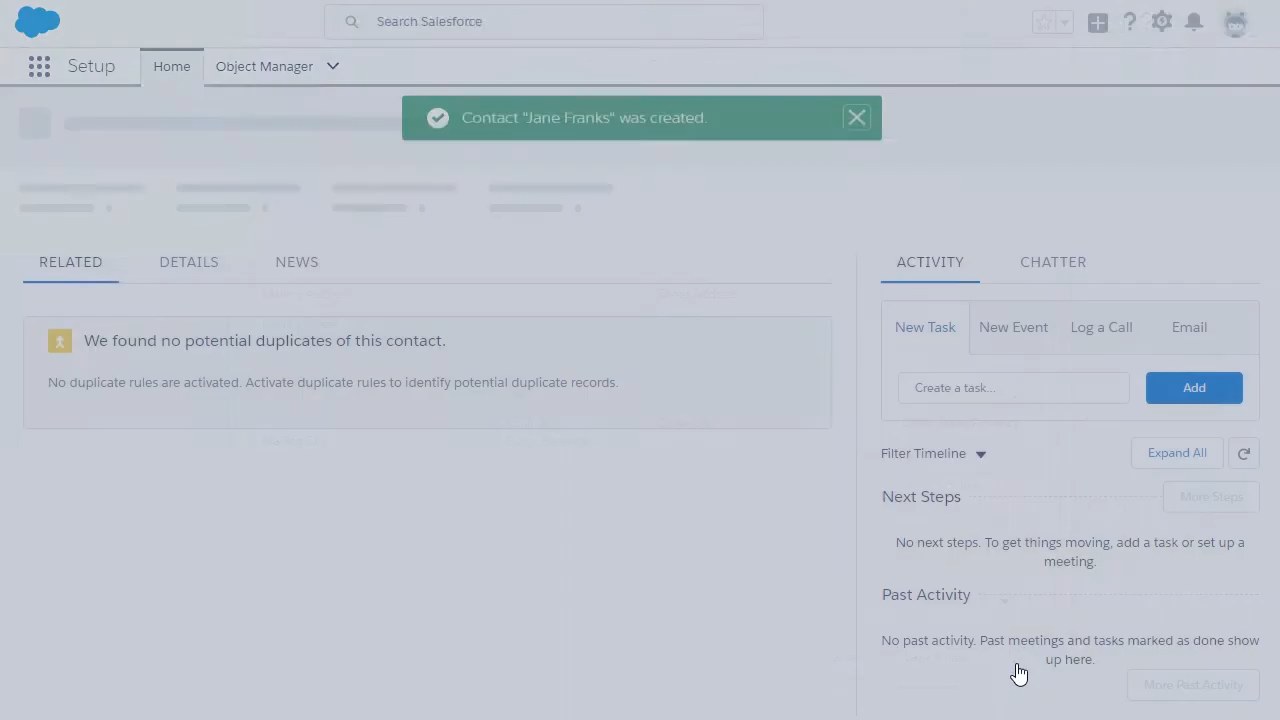 Search Salesforce
Setup
Home
Object Manager
Contact "Jane Franks" was created.
RELATED
DETAILS
NEWS
We found no potential duplicates of this contact.
No duplicate rules are activated. Activate duplicate rules to identify potential duplicate records.
ACTIVITY
CHATTER
New Task
New Event
Log a Call
Email
Create a task...
Add
Filter Timeline
Expand All
Next Steps
More Steps
No next steps. To get things moving, add a task or set up a
meeting.
Past Activity
No past activity. Past meetings and tasks marked as done show
up here.
More Past Activity